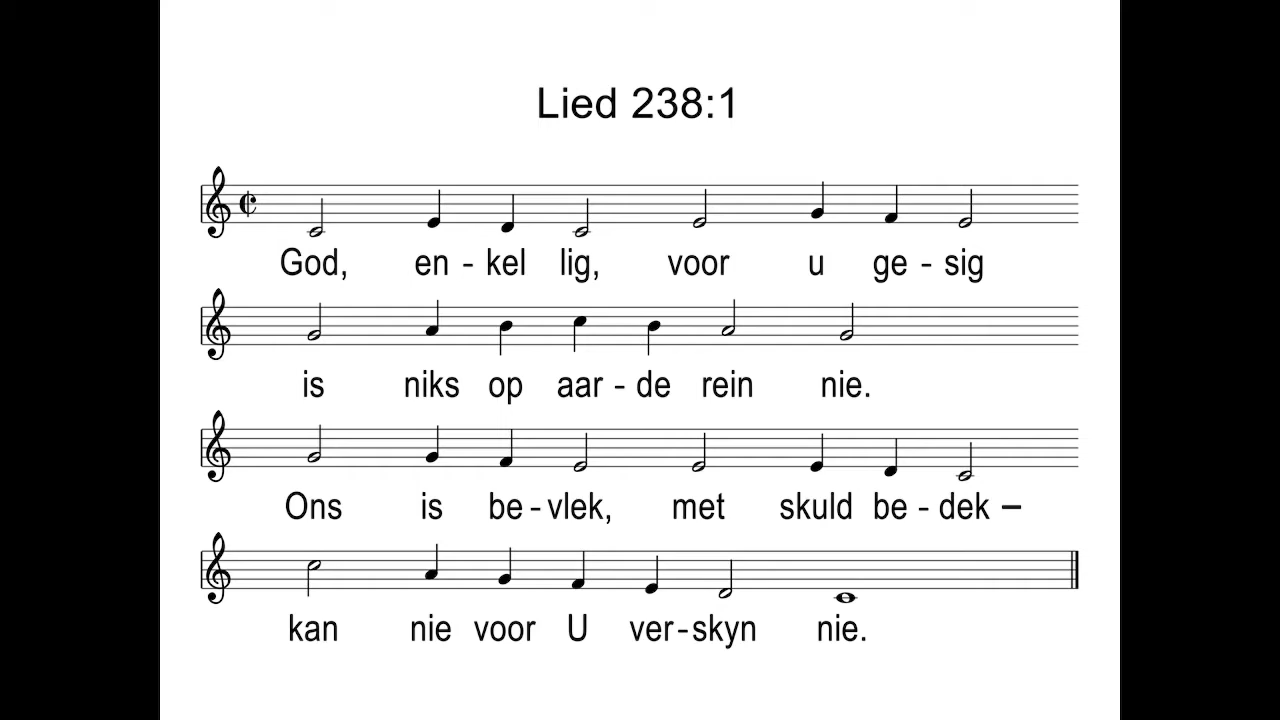 Lied 238:1
God, en - kel lig, voor u ge - sig
is niks op aar - de rein nie.
Ons is be - vlek, met skuld be - dek –
kan nie voor U ver - skyn nie.